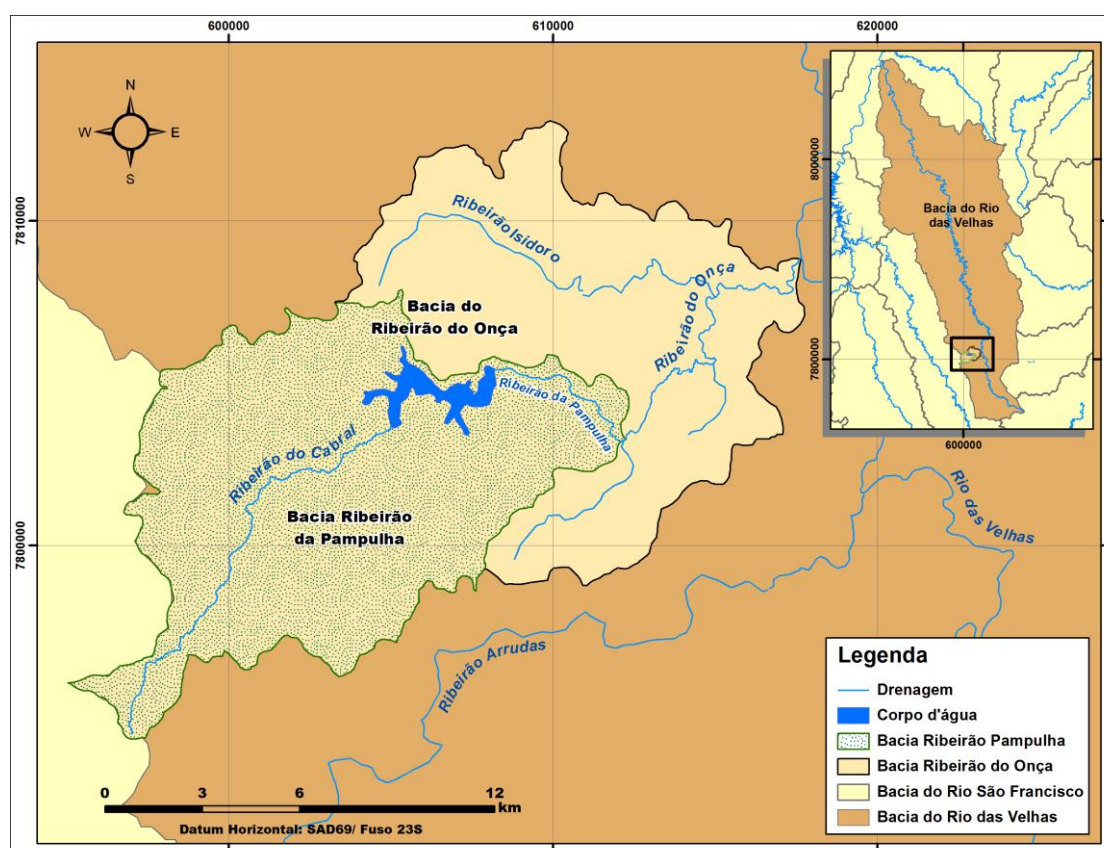 600000
610000
620000
7810000
7800000
N
W
E
S
8000000
7800000
600000
Bacia do Rio
das Velhas
Ribeirão Isidoro
Ribeirão do Onça
Bacia do
Ribeirão do Onça
Ribeirão da Pampulha
Ribeirão do Cabral
Bacia Ribeirão
da Pampulha
Rio das Velhas
Ribeirão Arrudas
0
3
6
12
km
Datum Horizontal: SAD69/ Fuso 23S
Legenda
Drenagem
Corpo d'água
Bacia Ribeirão Pampulha
Bacia Ribeirão do Onça
Bacia do Rio São Francisco
Bacia do Rio das Velhas